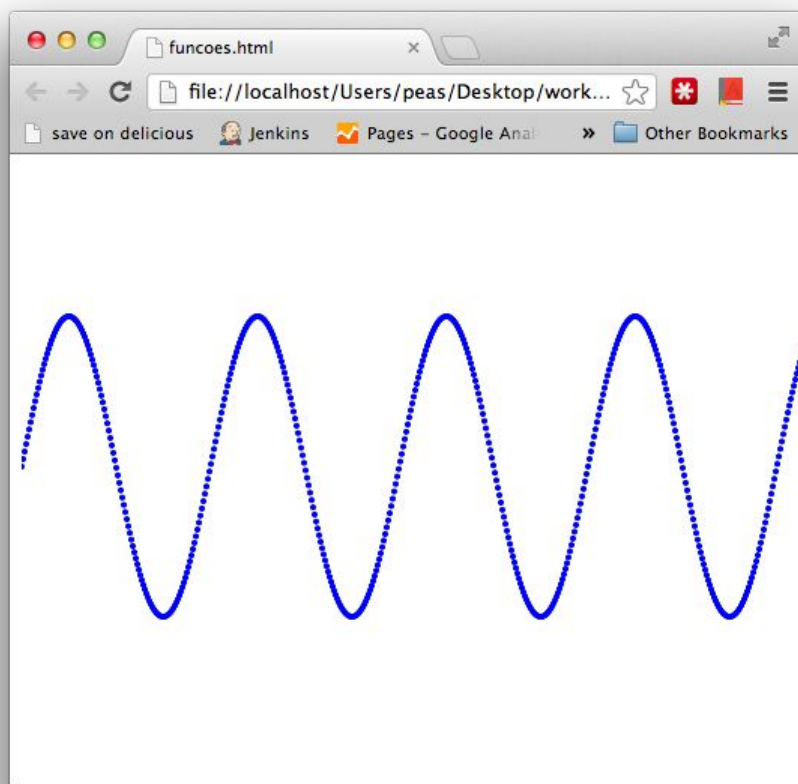 funcoes.html
file://localhost/Users/peas/Desktop/work...
save on delicious Jenkins Pages – Google Anal » Other Bookmarks